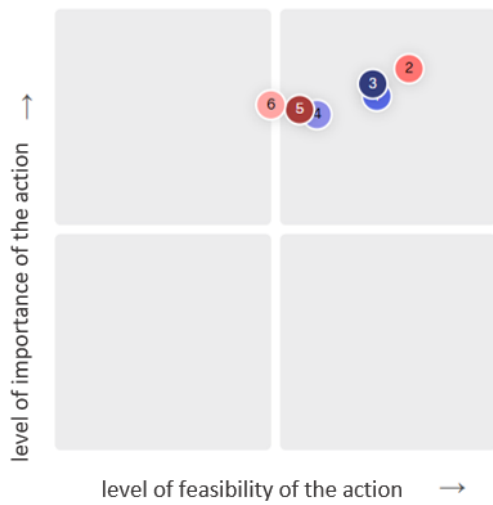 2
3
6
5
4
level of importance of the action
level of feasibility of the action